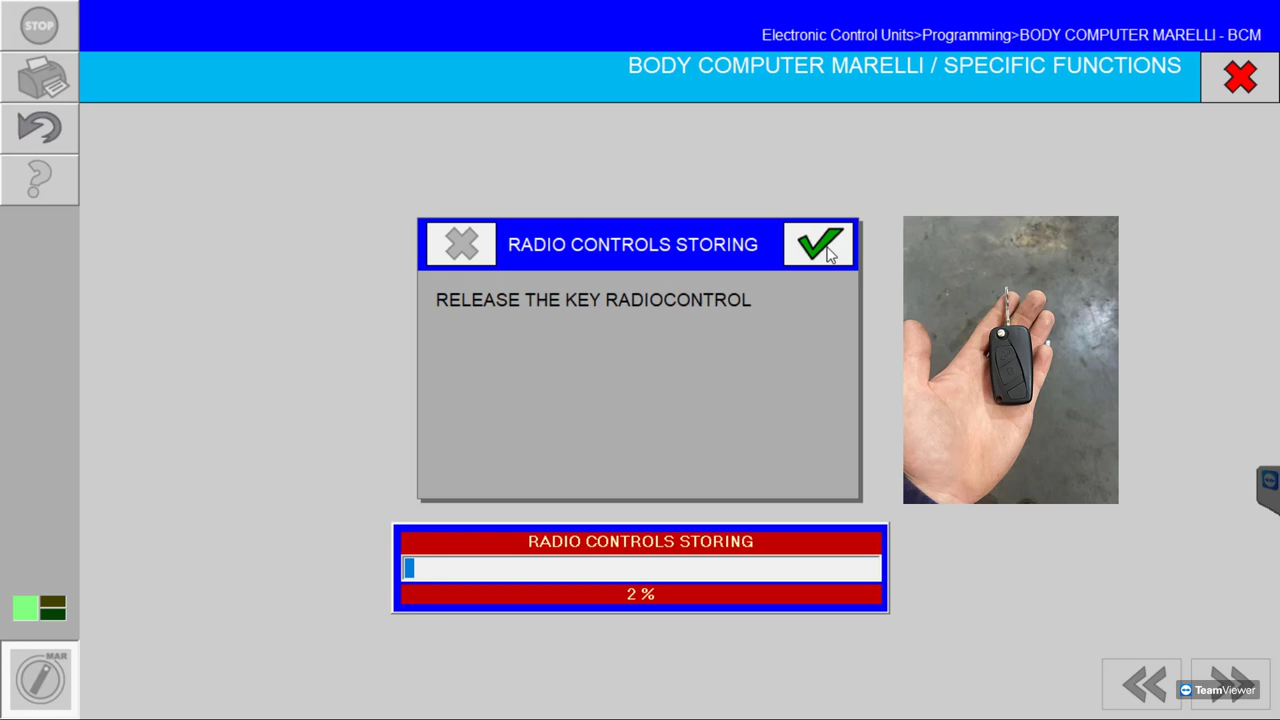 STOP
Electronic Control Units>Programming>BODY COMPUTER MARELLI - BCM
BODY COMPUTER MARELLI / SPECIFIC FUNCTIONS
RADIO CONTROLS STORING
RELEASE THE KEY RADIOCONTROL
RADIO CONTROLS STORING
2 %
MAR
TeamViewer